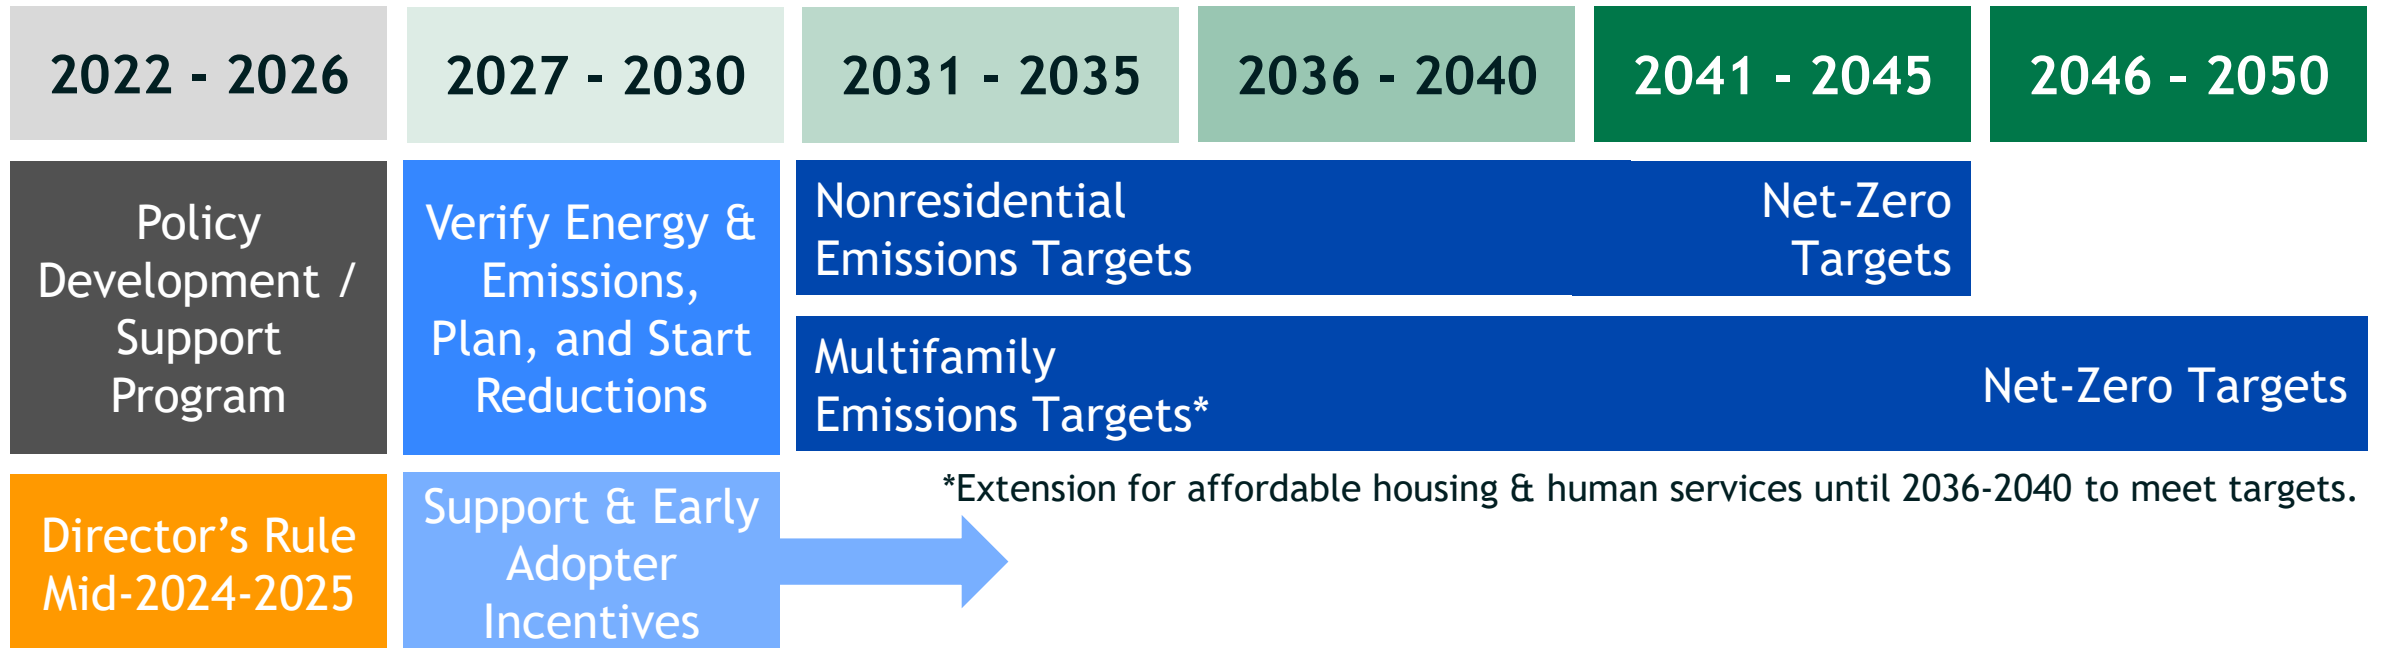 2022 - 2026
2027 - 2030
2031 - 2035
2036 - 2040
2041 - 2045
2046 - 2050
Policy
Development /
Support
Program
Verify Energy &
Emissions,
Plan, and Start
Reductions
Nonresidential
Emissions Targets
Net-Zero
Targets
Multifamily
Emissions Targets*
Net-Zero Targets
*Extension for affordable housing & human services until 2036-2040 to meet targets.
Director’s Rule
Mid-2024-2025
Support & Early
Adopter
Incentives